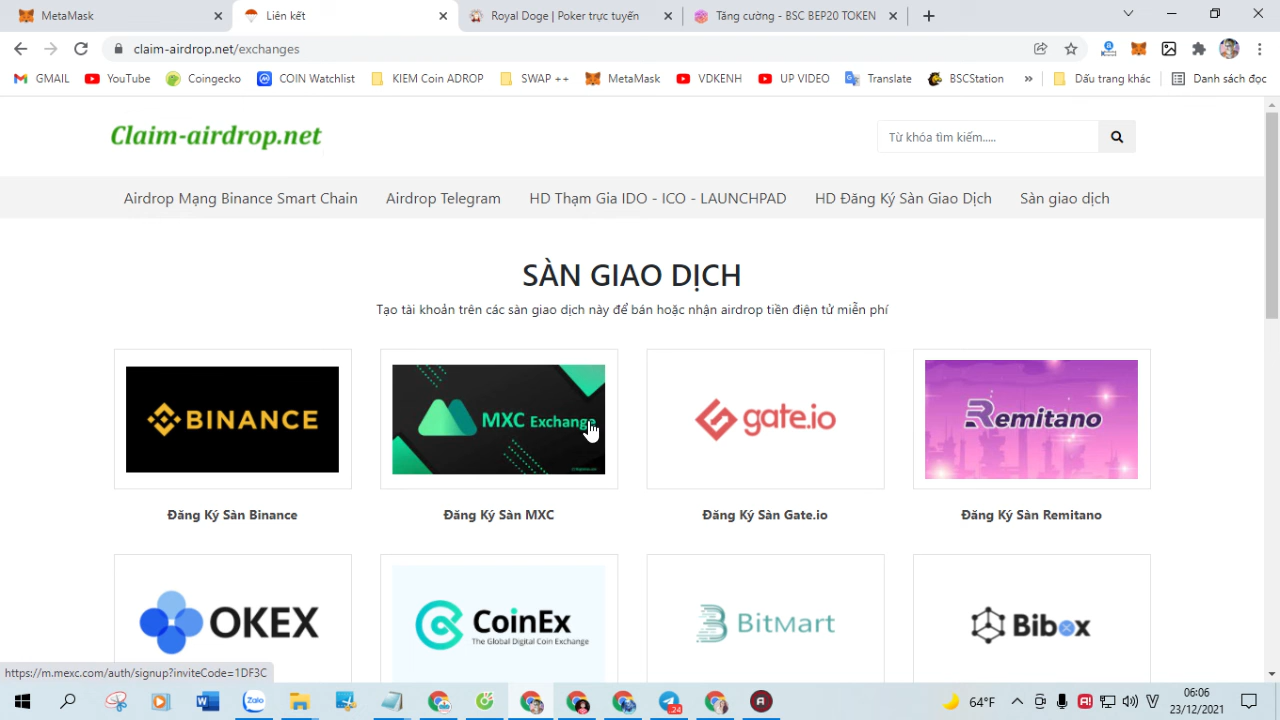 MetaMask
Liên kết
Royal Doge | Poker trực tuyến
Tăng cường - BSC BEP20 TOKEN
claim-airdrop.net/exchanges
GMAIL
YouTube
Coingecko
COIN Watchlist
KIEM Coin ADROP
SWAP ++
MetaMask
VDKENH
UP VIDEO
Translate
BSCStation
»
Dấu trang khác
Danh sách đọc
Claim-airdrop.net
Từ khóa tìm kiếm.....
Airdrop Mạng Binance Smart Chain
Airdrop Telegram
HD Thạm Gia IDO - ICO - LAUNCHPAD
HD Đăng Ký Sàn Giao Dịch
Sàn giao dịch
SÀN GIAO DỊCH
Tạo tài khoản trên các sàn giao dịch này để bán hoặc nhận airdrop tiền điện tử miễn phí
BINANCE
MXC Exchange
gate.io
Remitano
Đăng Ký Sàn Binance
Đăng Ký Sàn MXC
Đăng Ký Sàn Gate.io
Đăng Ký Sàn Remitano
OKEX
CoinEx
The Global Digital Coin Exchange
BitMart
Bibox
https://m.mexc.com/auth/signup?inviteCode=1DF3C
Zalo
24
64°F
06:06
23/12/2021